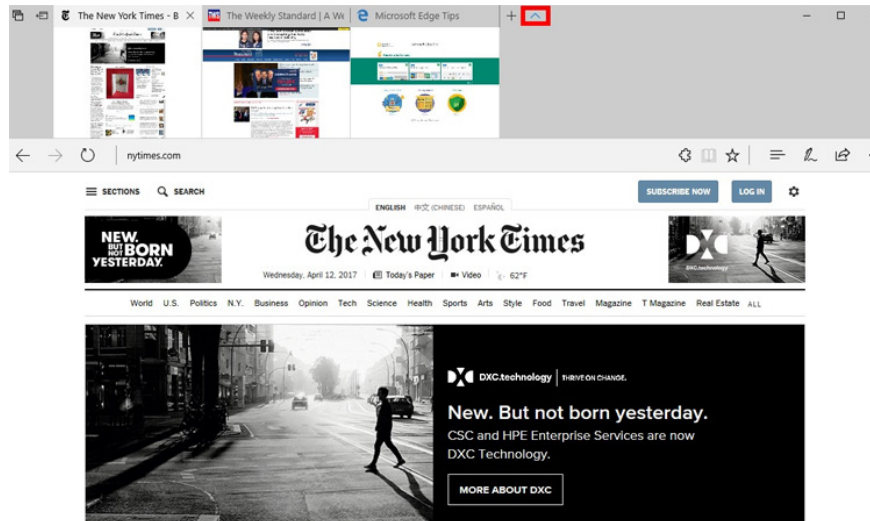 The New York Times - B
The Weekly Standard | A We
Microsoft Edge Tips
nytimes.com
SECTIONS
SEARCH
SUBSCRIBE NOW
LOG IN
ENGLISH 中文 (CHINESE) ESPAÑOL
NEW.
BUT
NOT BORN
YESTERDAY.
The New York Times
DXC.technology
Wednesday, April 12, 2017
Today's Paper
Video
62°F
World U.S. Politics N.Y. Business Opinion Tech Science Health Sports Arts Style Food Travel Magazine T Magazine Real Estate ALL
DXC.technology THRIVE ON CHANGE.
New. But not born yesterday.
CSC and HPE Enterprise Services are now
DXC Technology.
MORE ABOUT DXC